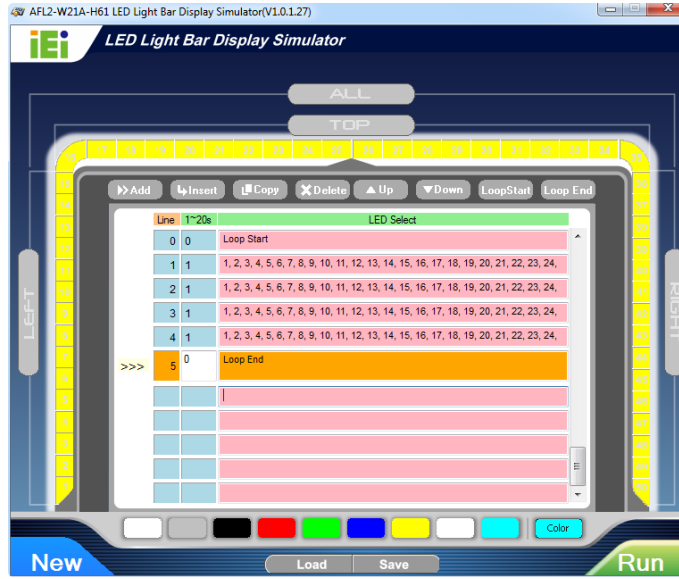 AFL2-W21A-H61 LED Light Bar Display Simulator(V1.0.1.27)
iEi LED Light Bar Display Simulator
ALL
TOP
LEFT
RIGHT
Add Insert Copy Delete Up Down LoopStart Loop End
Line 1~20s LED Select
0 0 Loop Start
1 1 1, 2, 3, 4, 5, 6, 7, 8, 9, 10, 11, 12, 13, 14, 15, 16, 17, 18, 19, 20, 21, 22, 23, 24,
2 1 1, 2, 3, 4, 5, 6, 7, 8, 9, 10, 11, 12, 13, 14, 15, 16, 17, 18, 19, 20, 21, 22, 23, 24,
3 1 1, 2, 3, 4, 5, 6, 7, 8, 9, 10, 11, 12, 13, 14, 15, 16, 17, 18, 19, 20, 21, 22, 23, 24,
4 1 1, 2, 3, 4, 5, 6, 7, 8, 9, 10, 11, 12, 13, 14, 15, 16, 17, 18, 19, 20, 21, 22, 23, 24,
>>> 5 0 Loop End
Color
New Load Save Run